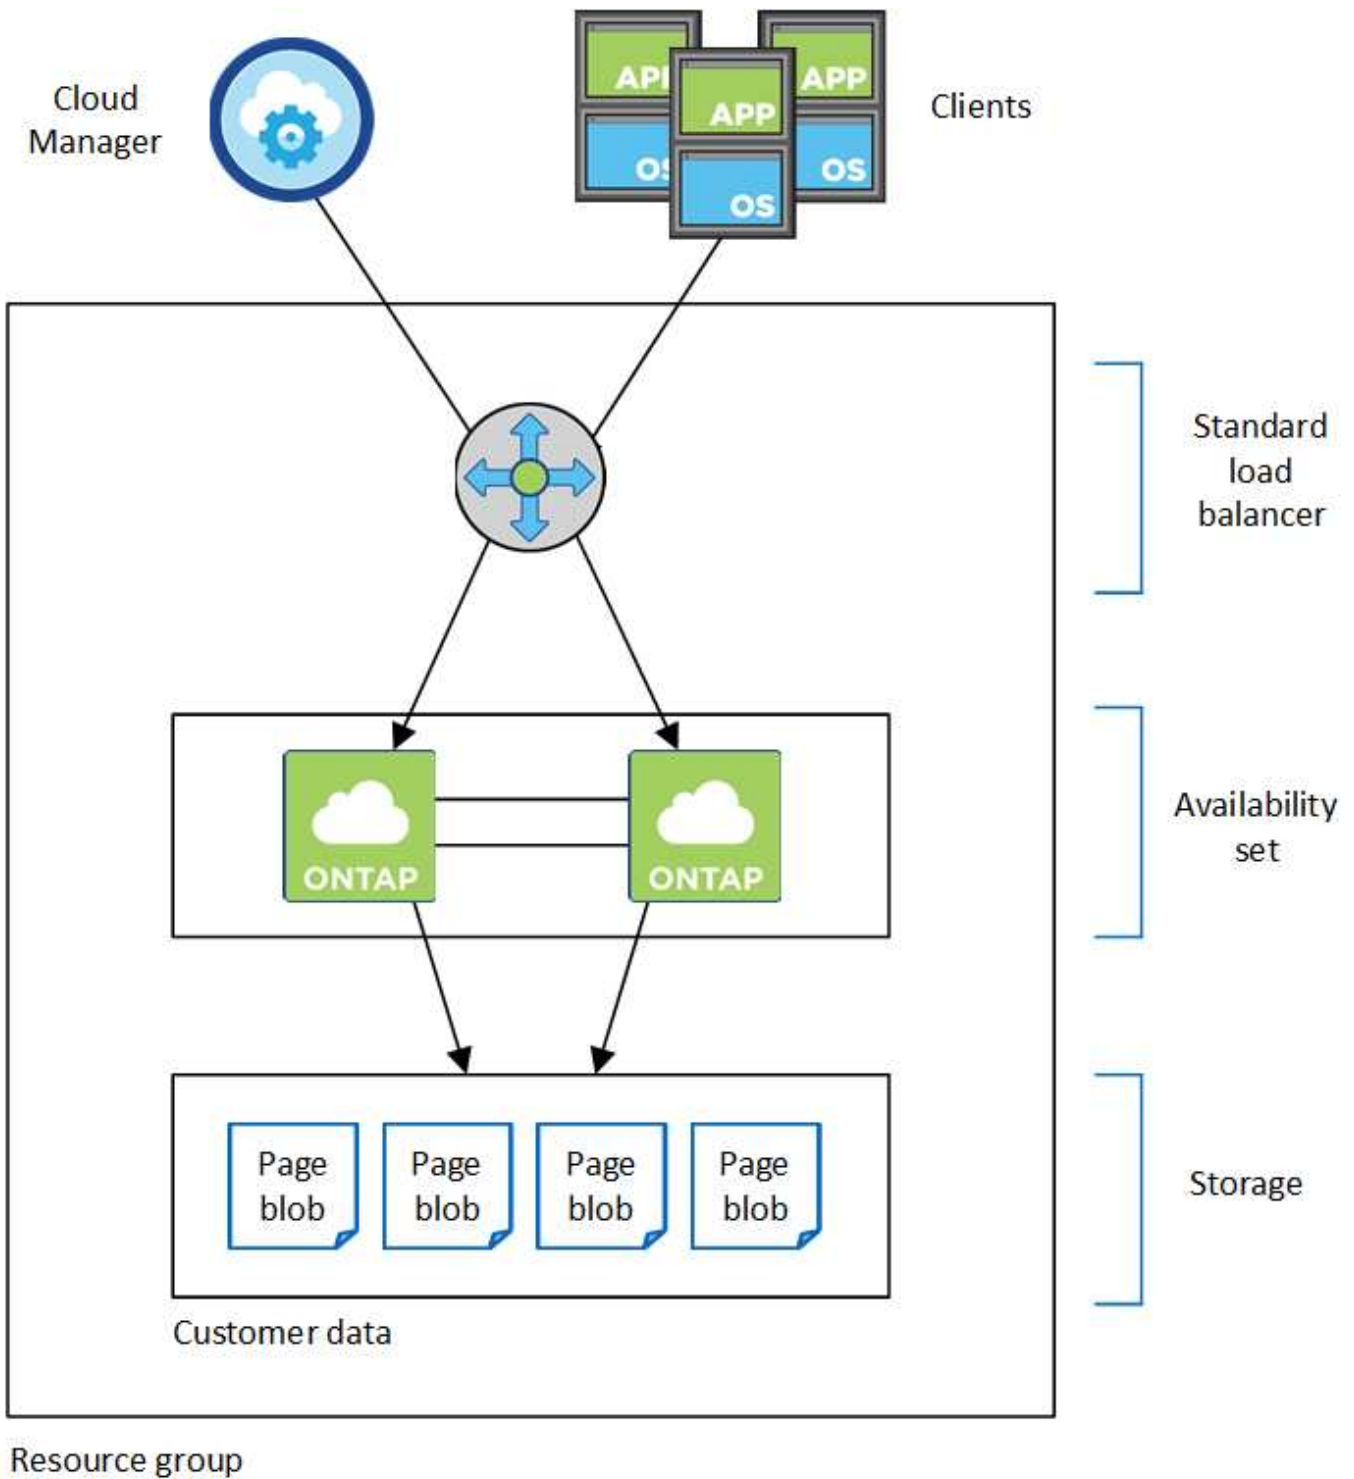 Cloud
Manager
APP
OS
APP
OS
APP
OS
Clients
Standard
load
balancer
ONTAP
ONTAP
Availability
set
Page
blob
Page
blob
Page
blob
Page
blob
Storage
Customer data
Resource group